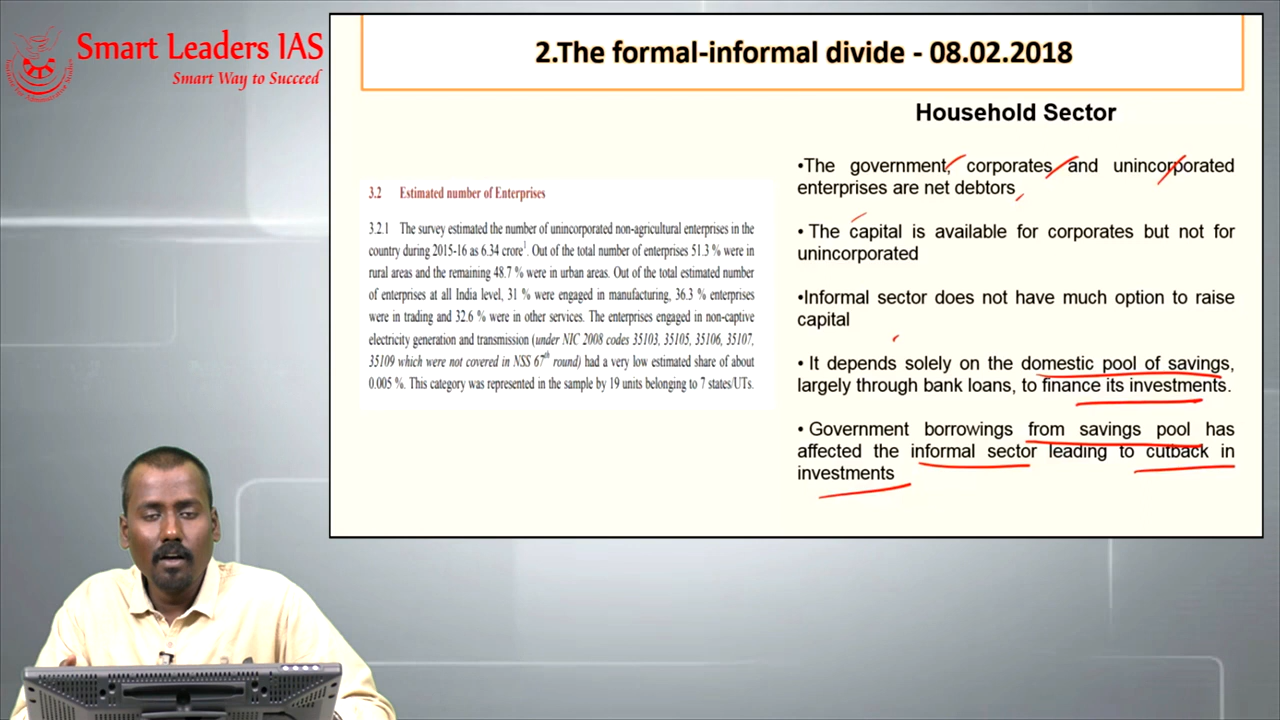 Smart Leaders IAS
Smart Way to Succeed
2.The formal-informal divide - 08.02.2018
Household Sector
3.2 Estimated number of Enterprises
3.2.1 The survey estimated the number of unincorporated non-agricultural enterprises in the
country during 2015-16 as 6.34 crore1. Out of the total number of enterprises 51.3 % were in
rural areas and the remaining 48.7 % were in urban areas. Out of the total estimated number
of enterprises at all India level, 31 % were engaged in manufacturing, 36.3 % enterprises
were in trading and 32.6 % were in other services. The enterprises engaged in non-captive
electricity generation and transmission (under NIC 2008 codes 35103, 35105, 35106, 35107,
35109 which were not covered in NSS 67th round) had a very low estimated share of about
0.005 %. This category was represented in the sample by 19 units belonging to 7 states/UTs.
•The government, corporates and unincorporated
enterprises are net debtors
• The capital is available for corporates but not for
unincorporated
•Informal sector does not have much option to raise
capital
• It depends solely on the domestic pool of savings,
largely through bank loans, to finance its investments.
• Government borrowings from savings pool has
affected the informal sector leading to cutback in
investments